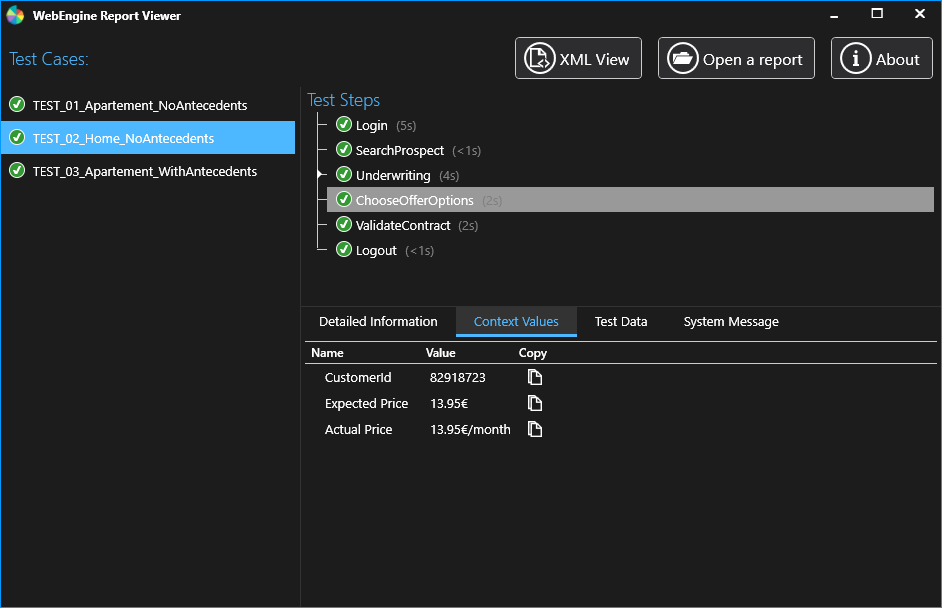 WebEngine Report Viewer
Test Cases:
XML View
Open a report
About
TEST_01_Apartement_NoAntecedents
TEST_02_Home_NoAntecedents
TEST_03_Apartement_WithAntecedents
Test Steps
Login (5s)
SearchProspect (<1s)
Underwriting (4s)
ChooseOfferOptions (2s)
ValidateContract (2s)
Logout (<1s)
Detailed Information Context Values Test Data System Message
Name Value Copy
CustomerId 82918723
Expected Price 13.95€
Actual Price 13.95€/month